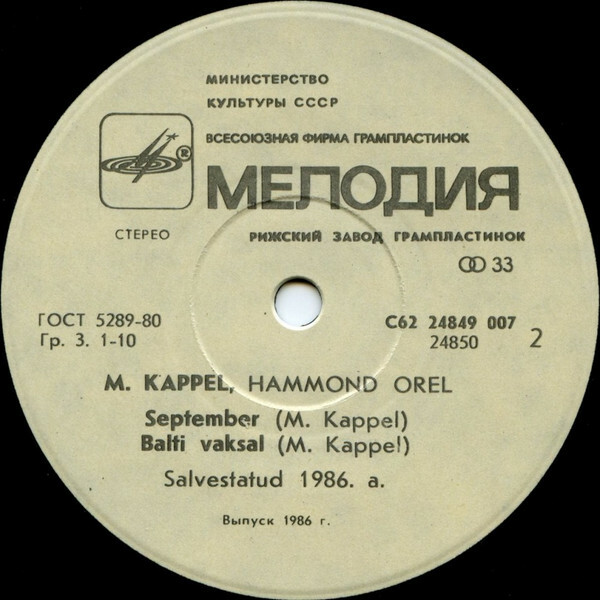 МИНИСТЕРСТВО
КУЛЬТУРЫ СССР
ВСЕСОЮЗНАЯ ФИРМА ГРАМПЛАСТИНОК
® МЕЛОДИЯ
СТЕРЕО
РИЖСКИЙ ЗАВОД ГРАМПЛАСТИНОК
33
ГОСТ 5289-80
Гр. 3. 1-10
С62 24849 007
24850
2
M. KAPPEL, HAMMOND OREL
September (M. Kappel)
Balti vaksal (M. Kappel)
Salvestatud 1986. a.
Выпуск 1986 г.